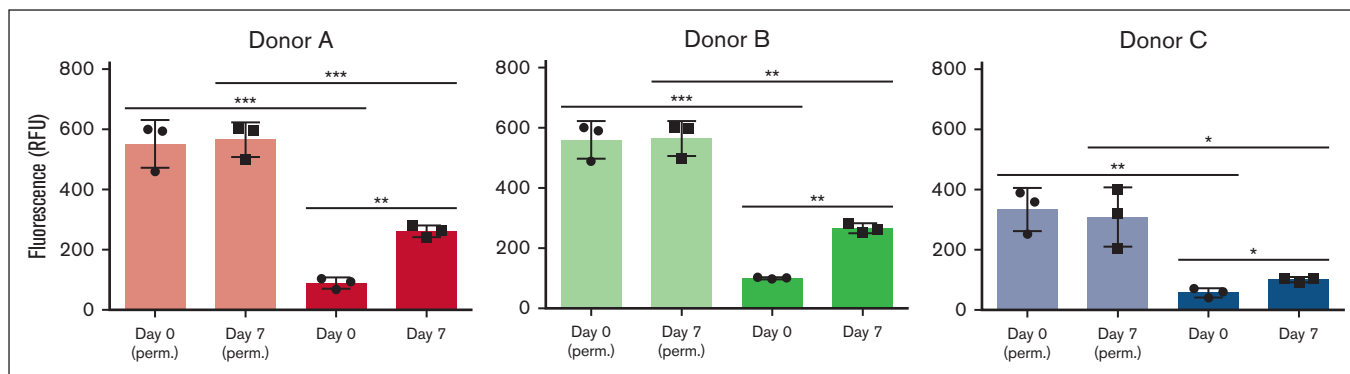 Donor A
Fluorescence (RFU)
800
600
400
200
0
***
***
**
Day 0
(perm.)
Day 7
(perm.)
Day 0
Day 7
Donor B
800
600
400
200
0
**
***
**
Day 0
(perm.)
Day 7
(perm.)
Day 0
Day 7
Donor C
800
600
400
200
0
*
**
*
Day 0
(perm.)
Day 7
(perm.)
Day 0
Day 7